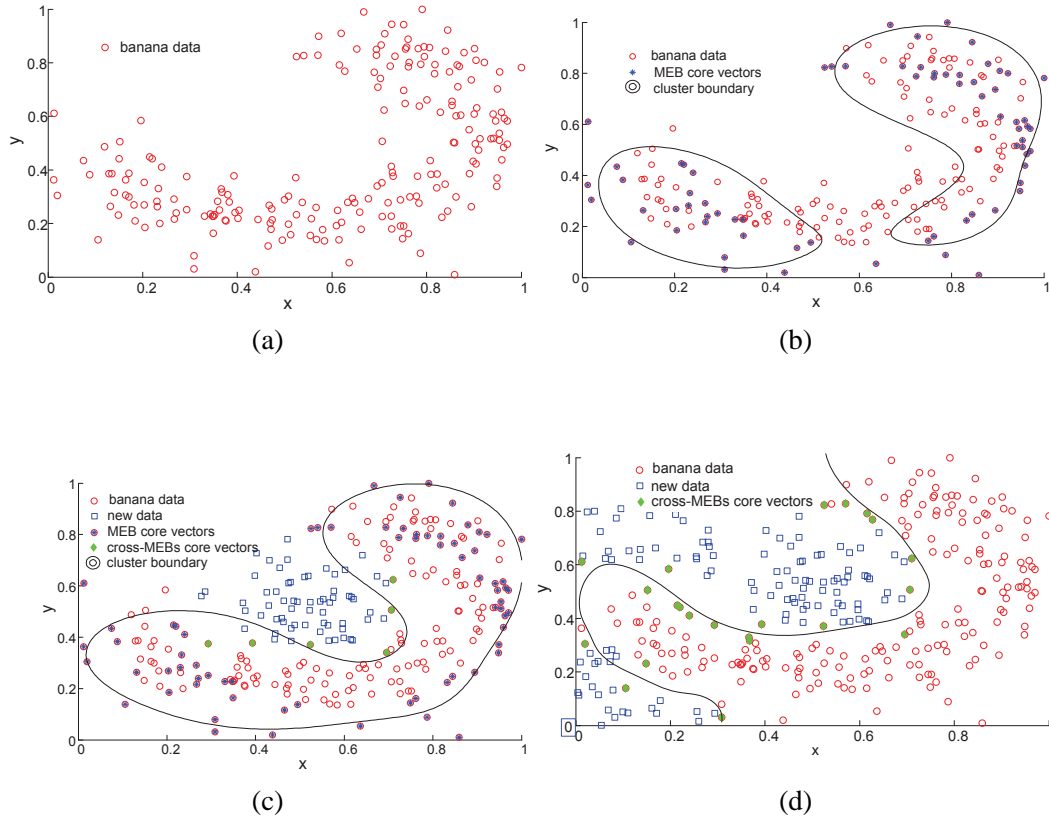 1
0.8
0.6
0.4
0.2
0
y
banana data
0.2 0.4 0.6 0.8 1
x
(a)
1
0.8
0.6
0.4
0.2
0
y
banana data
MEB core vectors
cluster boundary
0.2 0.4 0.6 0.8 1
x
(b)
1
0.8
0.6
0.4
0.2
0
y
banana data
new data
MEB core vectors
cross-MEBs core vectors
cluster boundary
0 0.2 0.4 0.6 0.8 1
x
(c)
1
0.8
0.6
0.4
0.2
0
y
banana data
new data
cross-MEBs core vectors
0 0.2 0.4 0.6 0.8 1
x
(d)